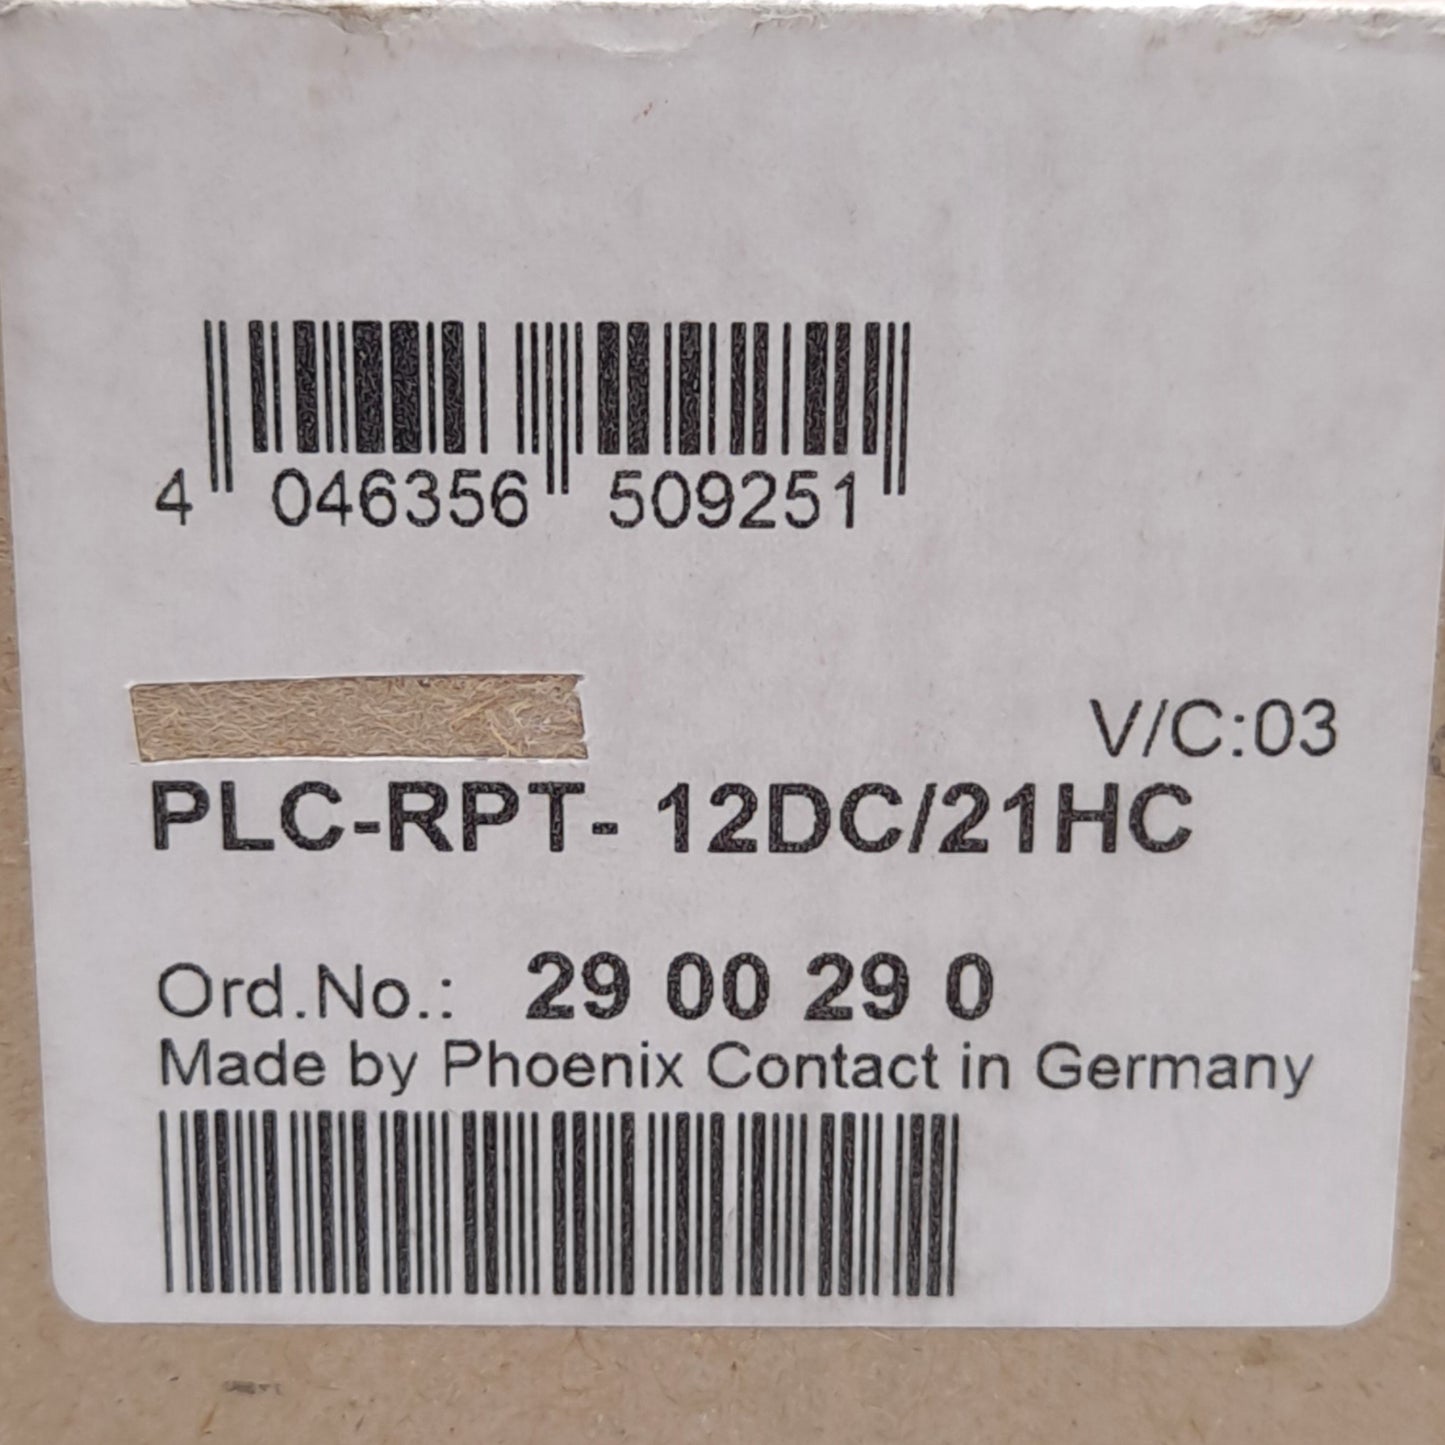 4 046356 509251
V/C:03
PLC-RPT- 12DC/21HC
Ord.No.: 29 00 29 0
Made by Phoenix Contact in Germany